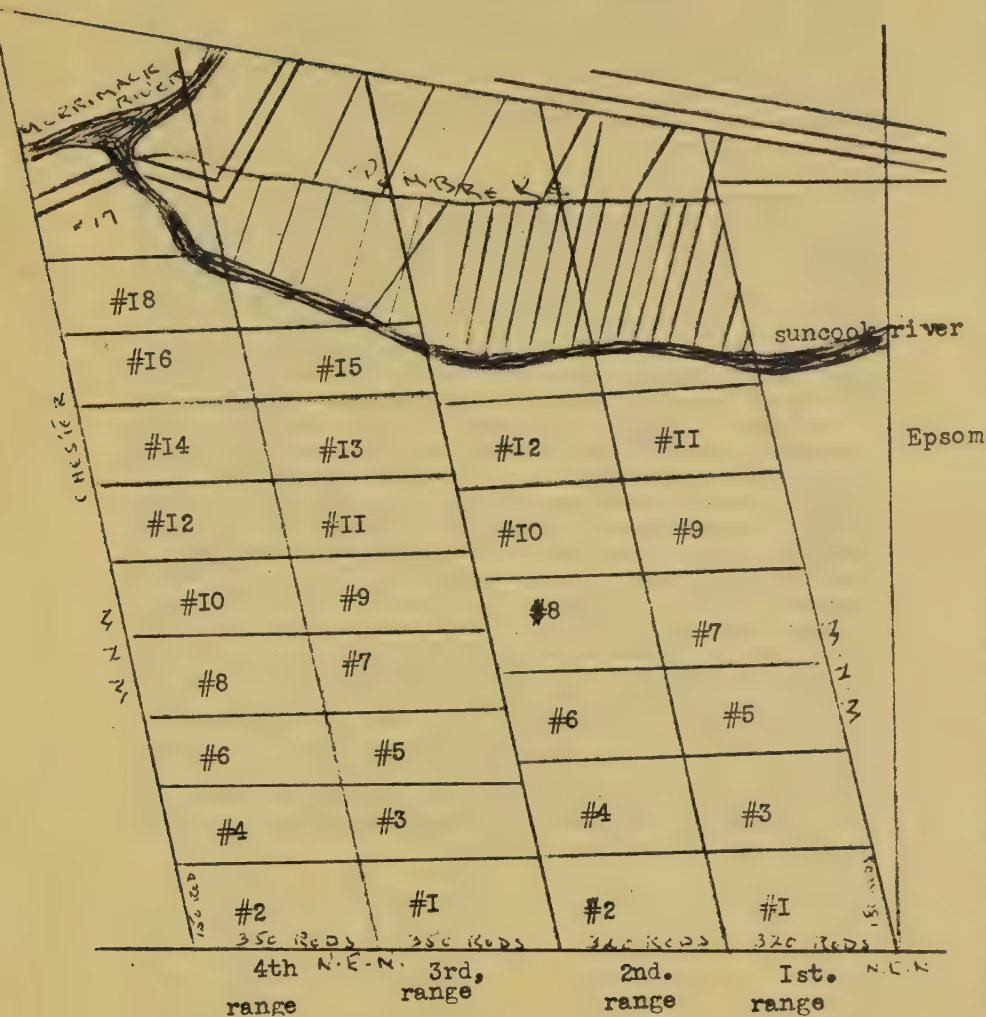 MERRIMACK
RIVER
PEMBROKE
#17
#18
#16
#15
suncook river
CHESTER
#14
#13
#12
#11
Epsom
#12
#11
#10
#9
#10
#9
#8
#7
#8
#7
#6
#5
#6
#5
#4
#3
#4
#3
#2
#1
#2
#1
350 RODS
350 RODS
320 RODS
320 RODS
N.E.N.
N.E.N
4th
range
3rd,
range
2nd.
range
1st.
range